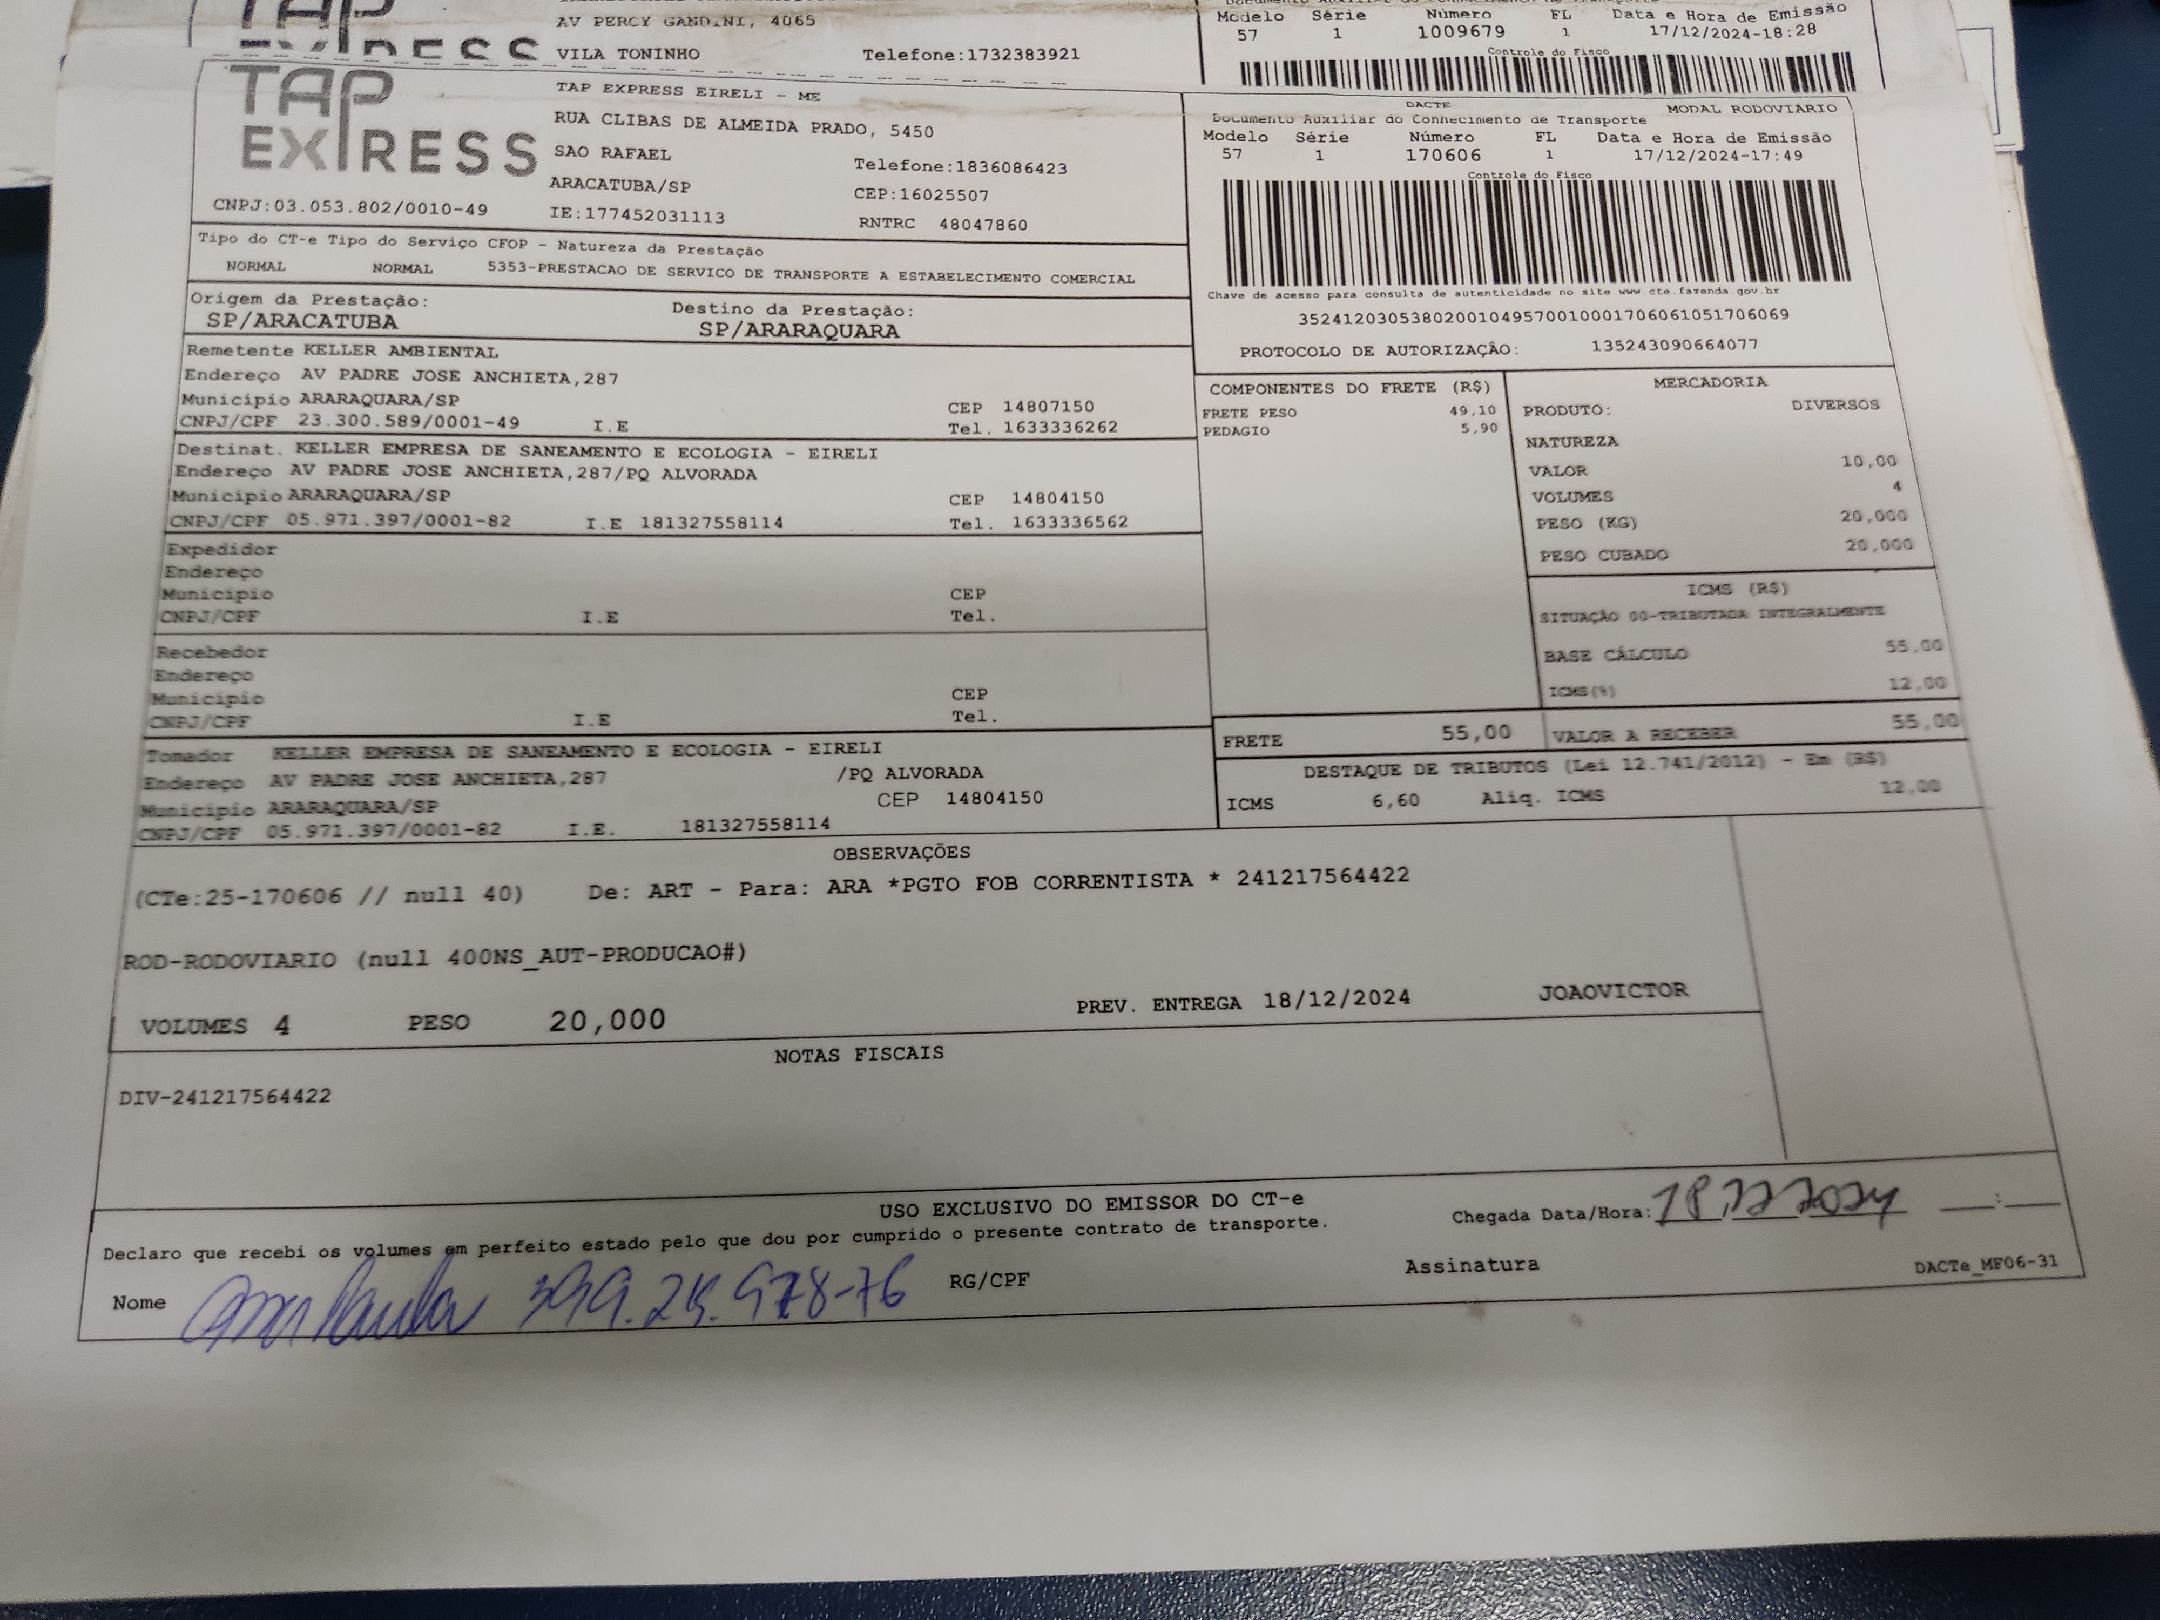 AV PERCY GANDINI, 4065
VILA TONINHO Telefone:1732383921
Modelo Série Número FL Data e Hora de Emissão
57 1 1009679 1 17/12/2024-18:28
Controle do Fisco
TAP EXPRESS
TAP EXPRESS EIRELI - ME
RUA CLIBAS DE ALMEIDA PRADO, 5450
SAO RAFAEL Telefone:1836086423
ARACATUBA/SP CEP:16025507
CNPJ:03.053.802/0010-49 IE:177452031113 RNTRC 48047860
DACTE MODAL RODOVIÁRIO
Documento Auxiliar do Conhecimento de Transporte
Modelo Série Número FL Data e Hora de Emissão
57 1 170606 1 17/12/2024-17:49
Controle do Fisco
Chave de acesso para consulta de autenticidade no site www.cte.fazenda.gov.br
35241203053802001049570010001706061051706069
PROTOCOLO DE AUTORIZAÇÃO: 135243090664077
Tipo do CT-e Tipo do Serviço CFOP - Natureza da Prestação
NORMAL NORMAL 5353-PRESTACAO DE SERVICO DE TRANSPORTE A ESTABELECIMENTO COMERCIAL
Origem da Prestação: Destino da Prestação:
SP/ARACATUBA SP/ARARAQUARA
Remetente KELLER AMBIENTAL
Endereço AV PADRE JOSE ANCHIETA,287
Município ARARAQUARA/SP CEP 14807150
CNPJ/CPF 23.300.589/0001-49 I.E Tel. 1633336262
Destinat. KELLER EMPRESA DE SANEAMENTO E ECOLOGIA - EIRELI
Endereço AV PADRE JOSE ANCHIETA,287/PQ ALVORADA
Município ARARAQUARA/SP CEP 14804150
CNPJ/CPF 05.971.397/0001-82 I.E 181327558114 Tel. 1633336562
Expedidor
Endereço
Município CEP
CNPJ/CPF I.E Tel.
Recebedor
Endereço
Município CEP
CNPJ/CPF I.E Tel.
Tomador KELLER EMPRESA DE SANEAMENTO E ECOLOGIA - EIRELI
Endereço AV PADRE JOSE ANCHIETA,287 /PQ ALVORADA
Município ARARAQUARA/SP CEP 14804150
CNPJ/CPF 05.971.397/0001-82 I.E. 181327558114
COMPONENTES DO FRETE (R$)
FRETE PESO 49,10
PEDAGIO 5,90
MERCADORIA
PRODUTO: DIVERSOS
NATUREZA
VALOR 10,00
VOLUMES 4
PESO (KG) 20,000
PESO CUBADO 20,000
ICMS (R$)
SITUAÇÃO 00-TRIBUTADA INTEGRALMENTE
BASE CÁLCULO 55,00
ICMS(%) 12,00
FRETE 55,00 VALOR A RECEBER 55,00
DESTAQUE DE TRIBUTOS (Lei 12.741/2012) - Em (R$)
ICMS 6,60 Aliq. ICMS 12,00
OBSERVAÇÕES
(CTe:25-170606 // null 40) De: ART - Para: ARA *PGTO FOB CORRENTISTA * 241217564422
ROD-RODOVIARIO (null 400NS_AUT-PRODUCAO#)
VOLUMES 4 PESO 20,000 PREV. ENTREGA 18/12/2024 JOAOVICTOR
NOTAS FISCAIS
DIV-241217564422
USO EXCLUSIVO DO EMISSOR DO CT-e
Declaro que recebi os volumes em perfeito estado pelo que dou por cumprido o presente contrato de transporte.
Chegada Data/Hora: 18 12 2024 :
Nome Ana Paula RG/CPF Assinatura DACTe_MF06-31